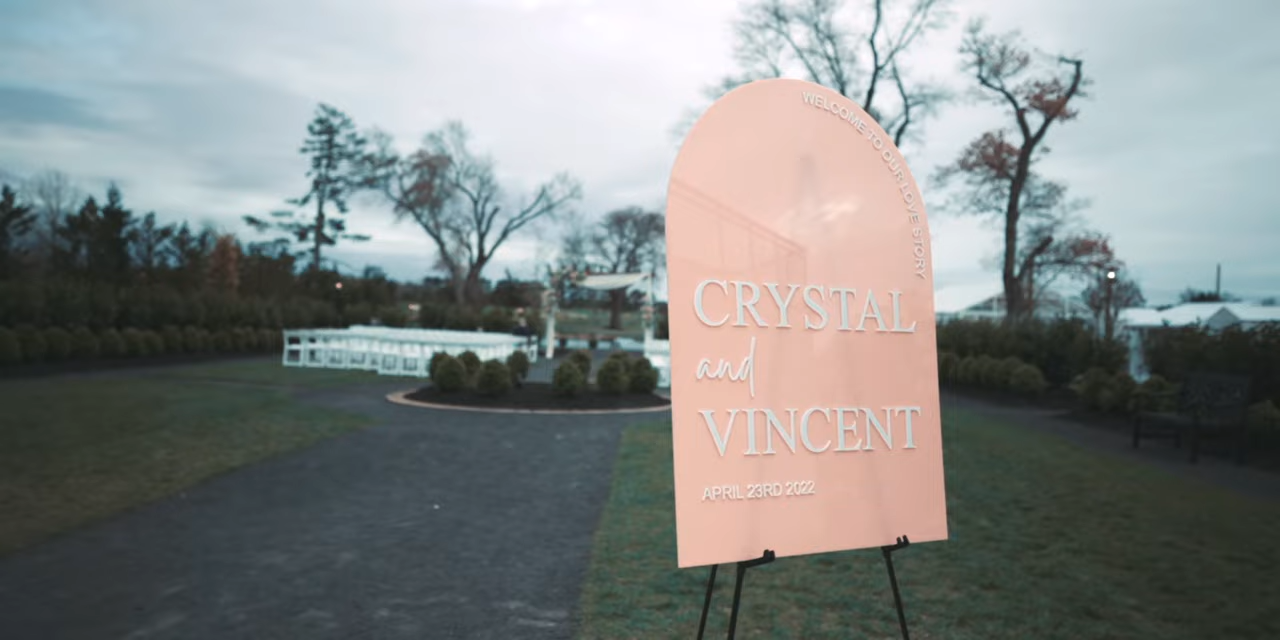 WELCOME TO OUR LOVE STORY
CRYSTAL
and
VINCENT
APRIL 23RD 2022